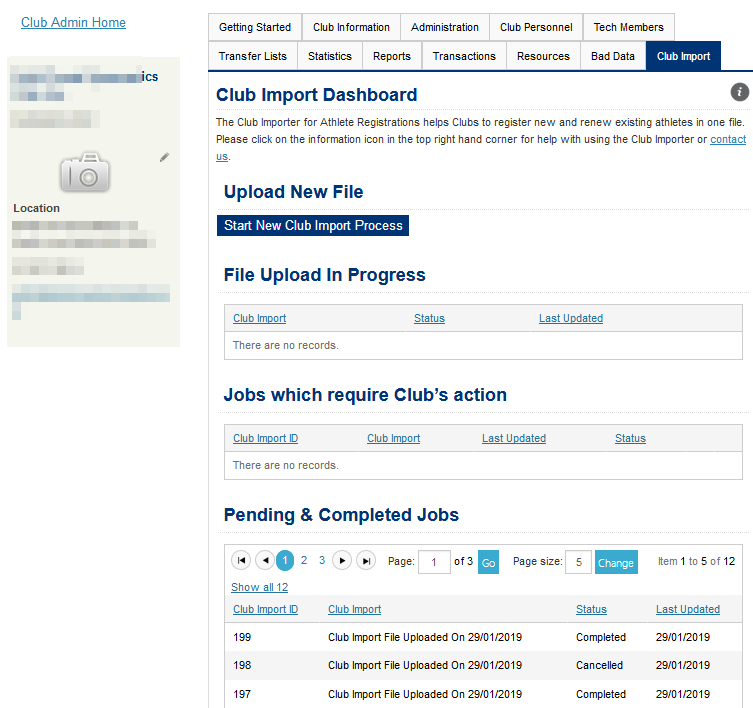 Club Admin Home
ics
Location
Getting Started Club Information Administration Club Personnel Tech Members
Transfer Lists Statistics Reports Transactions Resources Bad Data Club Import
Club Import Dashboard
The Club Importer for Athlete Registrations helps Clubs to register new and renew existing athletes in one file.
Please click on the information icon in the top right hand corner for help with using the Club Importer or contact
us.
Upload New File
Start New Club Import Process
File Upload In Progress
Club Import Status Last Updated
There are no records.
Jobs which require Club’s action
Club Import ID Club Import Last Updated Status
There are no records.
Pending & Completed Jobs
1 2 3 Page: 1 of 3 Go Page size: 5 Change Item 1 to 5 of 12
Show all 12
Club Import ID Club Import Status Last Updated
199 Club Import File Uploaded On 29/01/2019 Completed 29/01/2019
198 Club Import File Uploaded On 29/01/2019 Cancelled 29/01/2019
197 Club Import File Uploaded On 29/01/2019 Completed 29/01/2019